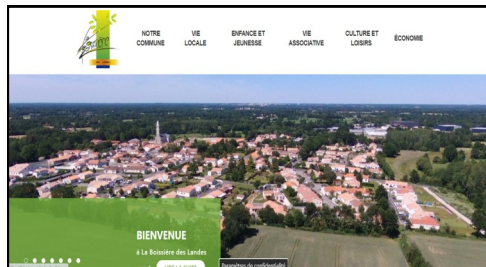 NOTRE COMMUNE
VIE LOCALE
ENFANCE ET JEUNESSE
VIE ASSOCIATIVE
CULTURE ET LOISIRS
ÉCONOMIE
BIENVENUE
à La Boissière des Landes
Paramètres de confidentialité